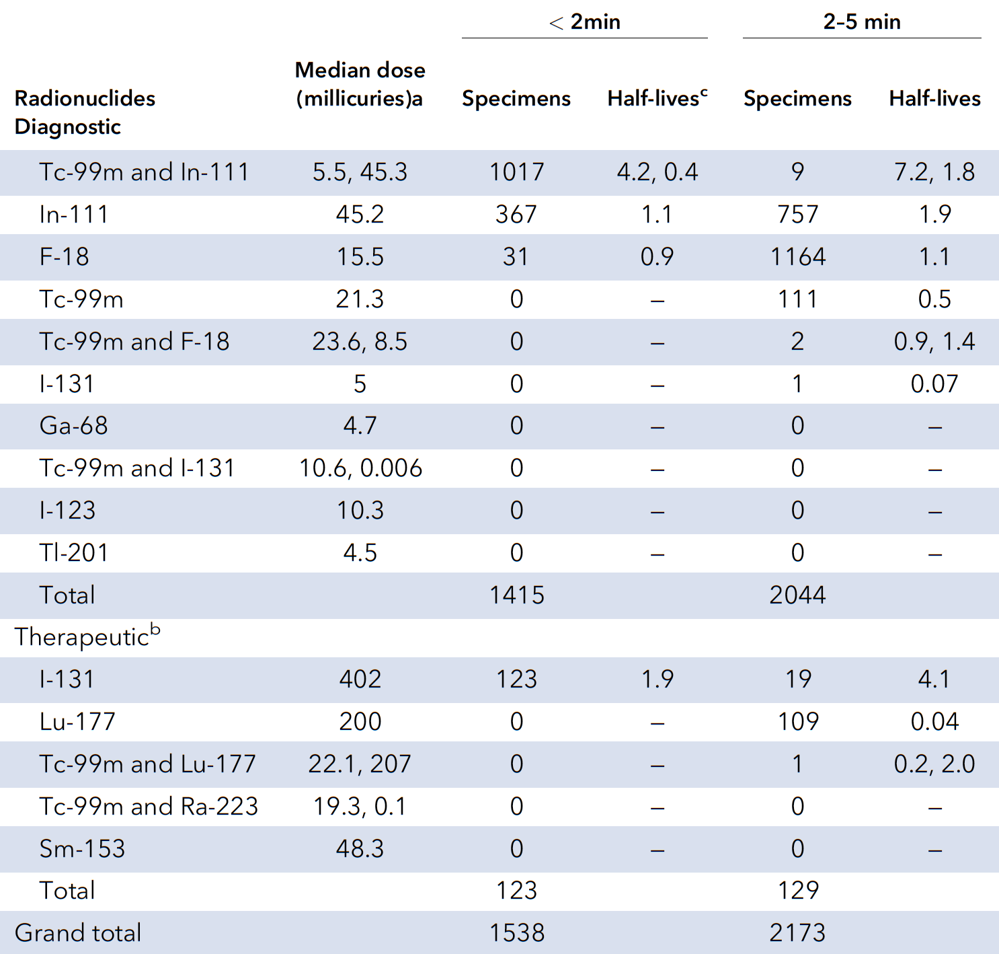 < 2min 2–5 min
Median dose
Radionuclides (millicuries)a Specimens Half-livesᶜ Specimens Half-lives
Diagnostic
Tc-99m and In-111 5.5, 45.3 1017 4.2, 0.4 9 7.2, 1.8
In-111 45.2 367 1.1 757 1.9
F-18 15.5 31 0.9 1164 1.1
Tc-99m 21.3 0 – 111 0.5
Tc-99m and F-18 23.6, 8.5 0 – 2 0.9, 1.4
I-131 5 0 – 1 0.07
Ga-68 4.7 0 – 0 –
Tc-99m and I-131 10.6, 0.006 0 – 0 –
I-123 10.3 0 – 0 –
Tl-201 4.5 0 – 0 –
Total 1415 2044
Therapeuticᵇ
I-131 402 123 1.9 19 4.1
Lu-177 200 0 – 109 0.04
Tc-99m and Lu-177 22.1, 207 0 – 1 0.2, 2.0
Tc-99m and Ra-223 19.3, 0.1 0 – 0 –
Sm-153 48.3 0 – 0 –
Total 123 129
Grand total 1538 2173